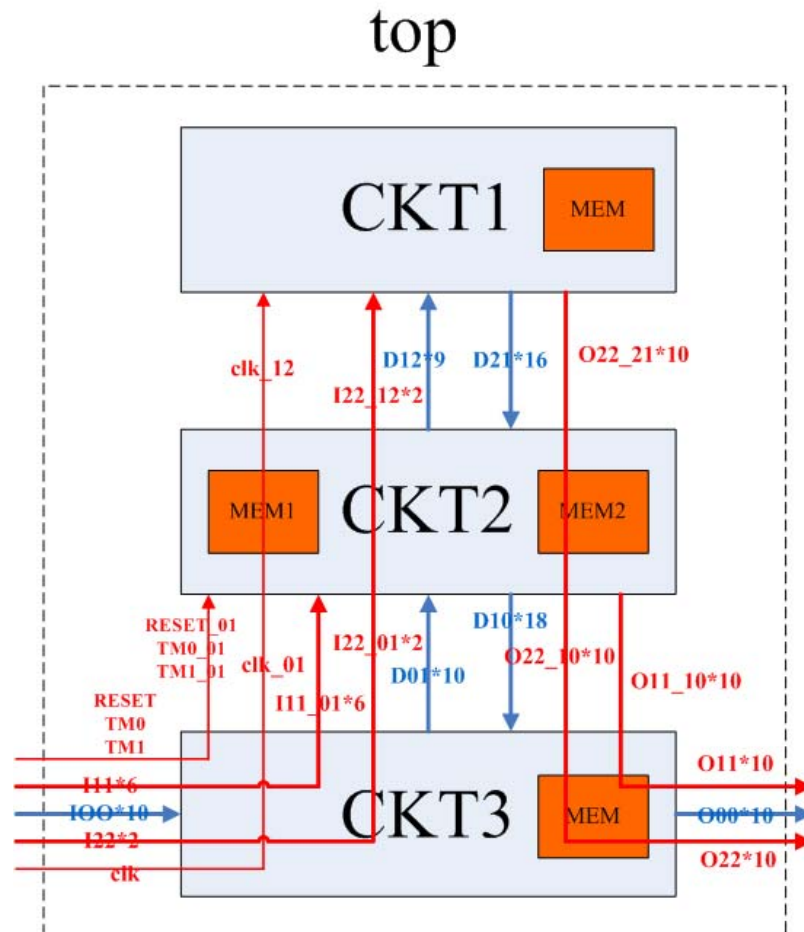 top
CKT1
MEM
clk_12
I22_12*2
D12*9
D21*16
O22_21*10
MEM1
CKT2
MEM2
RESET_01
TM0_01
TM1_01
clk_01
I11_01*6
I22_01*2
D01*10
D10*18
O22_10*10
O11_10*10
RESET
TM0
TM1
I11*6
IOO*10
I22*2
clk
CKT3
MEM
O11*10
O00*10
O22*10